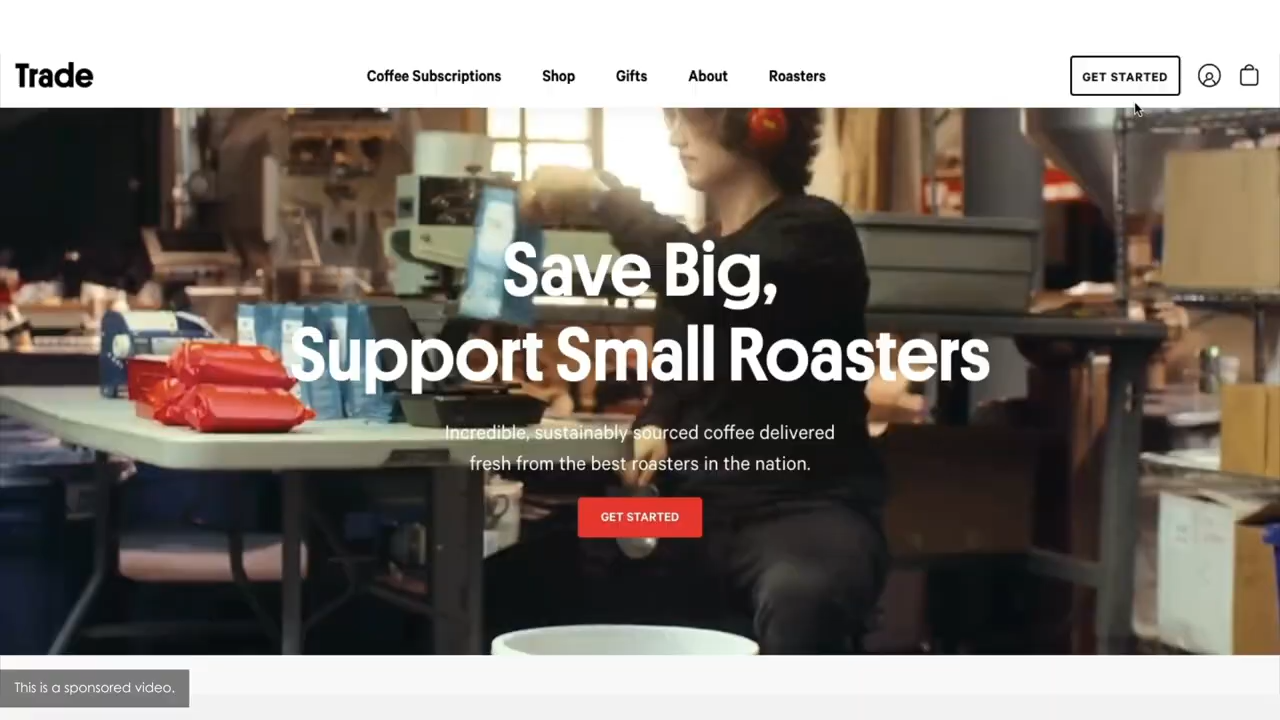 Trade
Coffee Subscriptions
Shop
Gifts
About
Roasters
GET STARTED
Save Big,
Support Small Roasters
Incredible, sustainably sourced coffee delivered
fresh from the best roasters in the nation.
GET STARTED
This is a sponsored video.